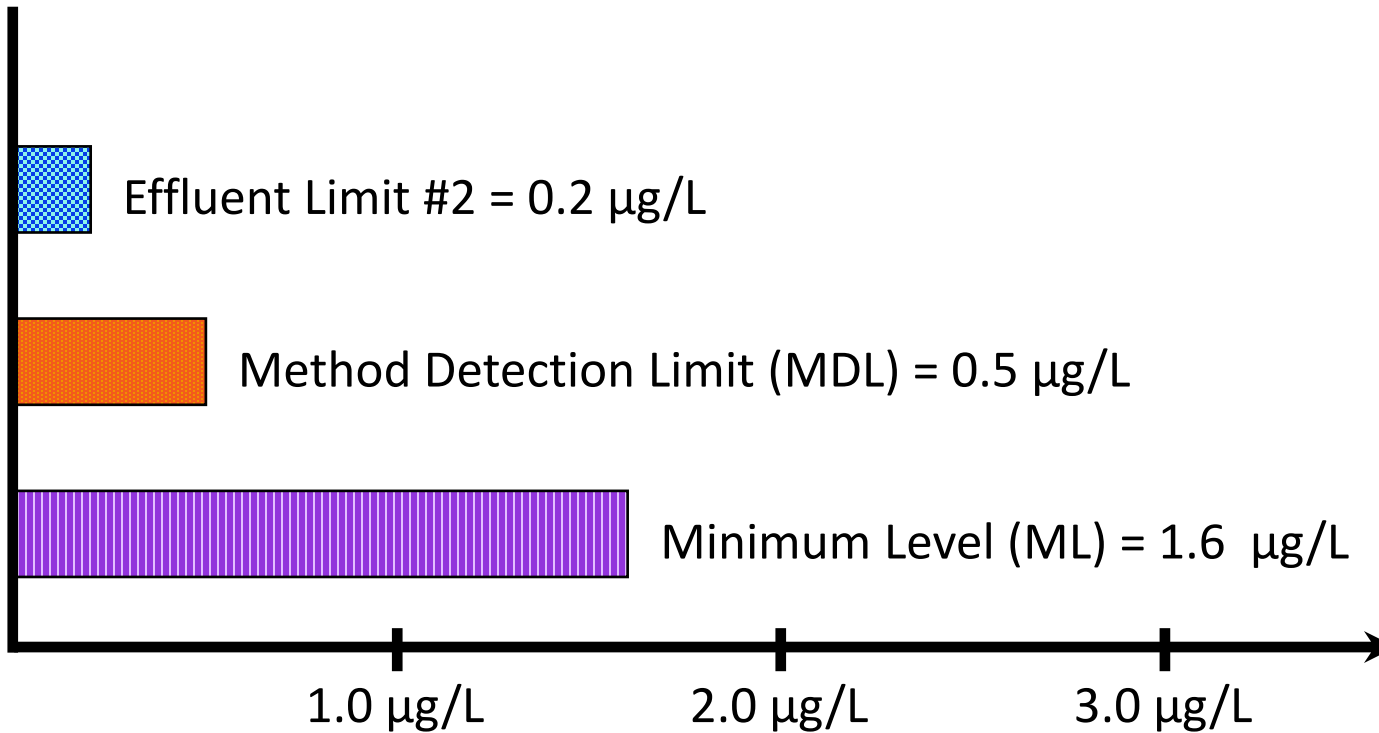 Effluent Limit #2 = 0.2 µg/L
Method Detection Limit (MDL) = 0.5 µg/L
Minimum Level (ML) = 1.6  µg/L
1.0 µg/L 2.0 µg/L 3.0 µg/L